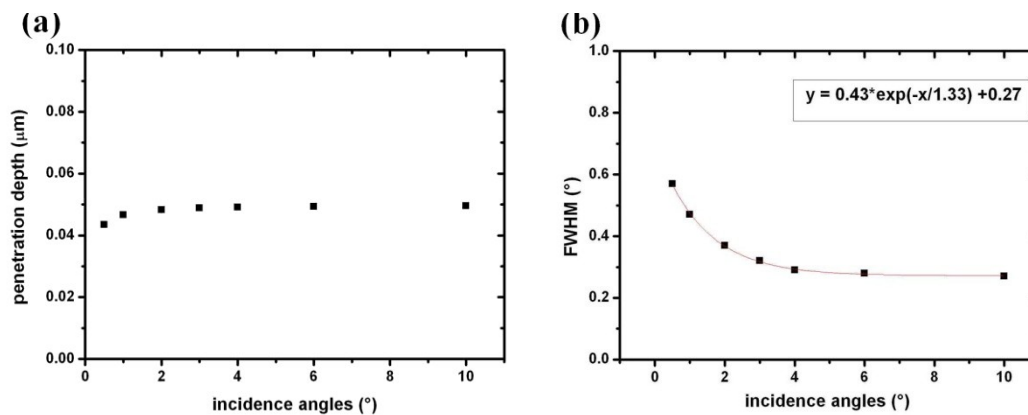 (a)
0.10
0.08
0.06
0.04
0.02
0.00
penetration depth (μm)
0 2 4 6 8 10
incidence angles (°)
(b)
1.0
0.8
0.6
0.4
0.2
0.0
FWHM (°)
y = 0.43*exp(-x/1.33) +0.27
0 2 4 6 8 10
incidence angles (°)